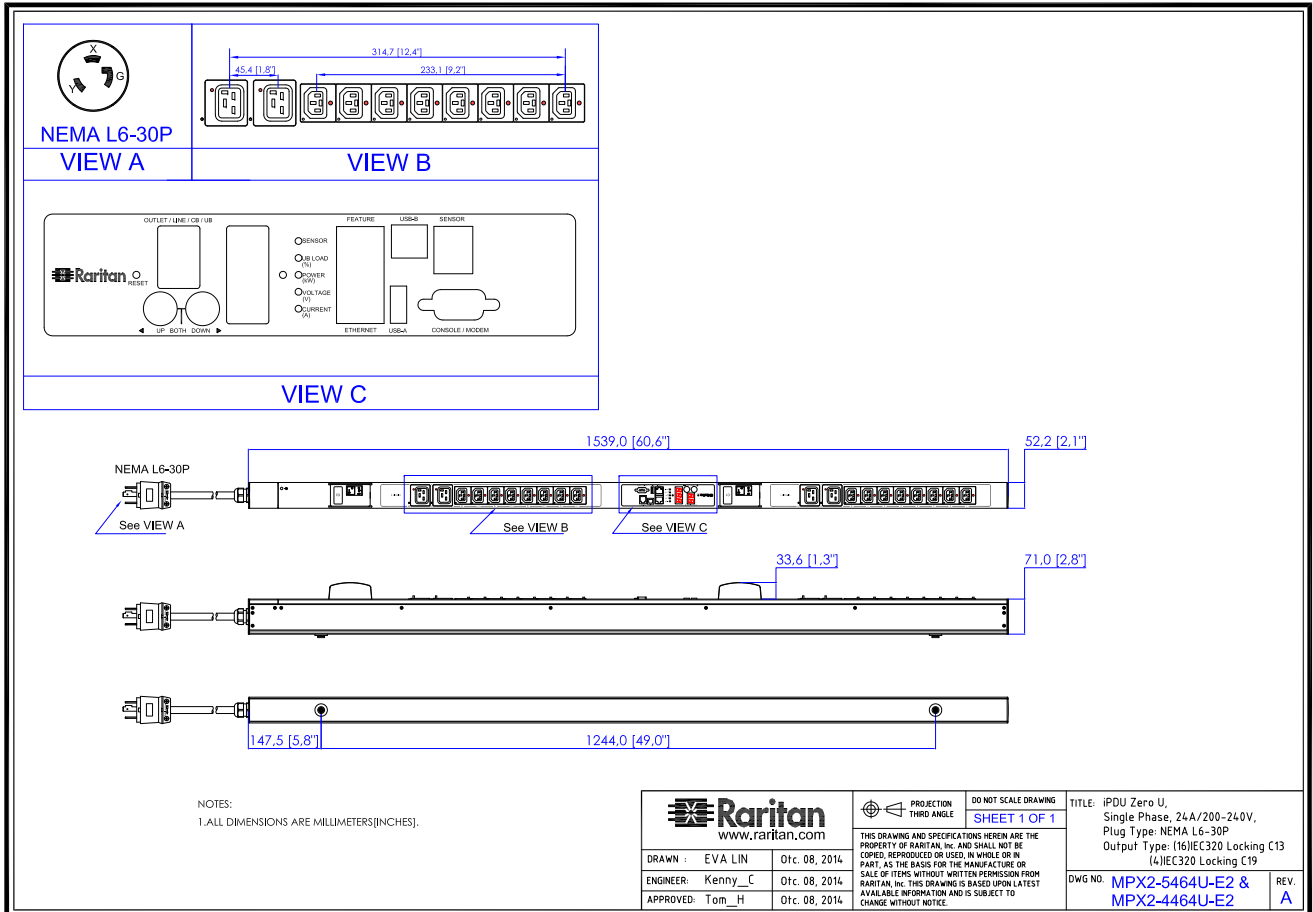 X
G
Y
NEMA L6-30P
VIEW A
314,7 [12,4"]
45,4 [1,8"]
233,1 [9,2"]
VIEW B
OUTLET / LINE / CB / UB
FEATURE
USB-B
SENSOR
Raritan
RESET
SENSOR
UB LOAD
(%)
POWER
(kW)
VOLTAGE
(V)
CURRENT
(A)
UP BOTH DOWN
ETHERNET
USB-A
CONSOLE / MODEM
VIEW C
1539,0 [60,6"]
52,2 [2,1"]
NEMA L6-30P
See VIEW A
See VIEW B
See VIEW C
33,6 [1,3"]
71,0 [2,8"]
147,5 [5,8"]
1244,0 [49,0"]
NOTES:
1.ALL DIMENSIONS ARE MILLIMETERS[INCHES].
Raritan
www.raritan.com
DRAWN : EVA LIN Otc. 08, 2014
ENGINEER: Kenny__C Otc. 08, 2014
APPROVED: Tom__H Otc. 08, 2014
PROJECTION
THIRD ANGLE
DO NOT SCALE DRAWING
SHEET 1 OF 1
THIS DRAWING AND SPECIFICATIONS HEREIN ARE THE
PROPERTY OF RARITAN, Inc. AND SHALL NOT BE
COPIED, REPRODUCED OR USED, IN WHOLE OR IN
PART, AS THE BASIS FOR THE MANUFACTURE OR
SALE OF ITEMS WITHOUT WRITTEN PERMISSION FROM
RARITAN, Inc. THIS DRAWING IS BASED UPON LATEST
AVAILABLE INFORMATION AND IS SUBJECT TO
CHANGE WITHOUT NOTICE.
TITLE: iPDU Zero U,
Single Phase, 24A/200-240V,
Plug Type: NEMA L6-30P
Output Type: (16)IEC320 Locking C13
(4)IEC320 Locking C19
DWG NO. MPX2-5464U-E2 &
MPX2-4464U-E2
REV.
A